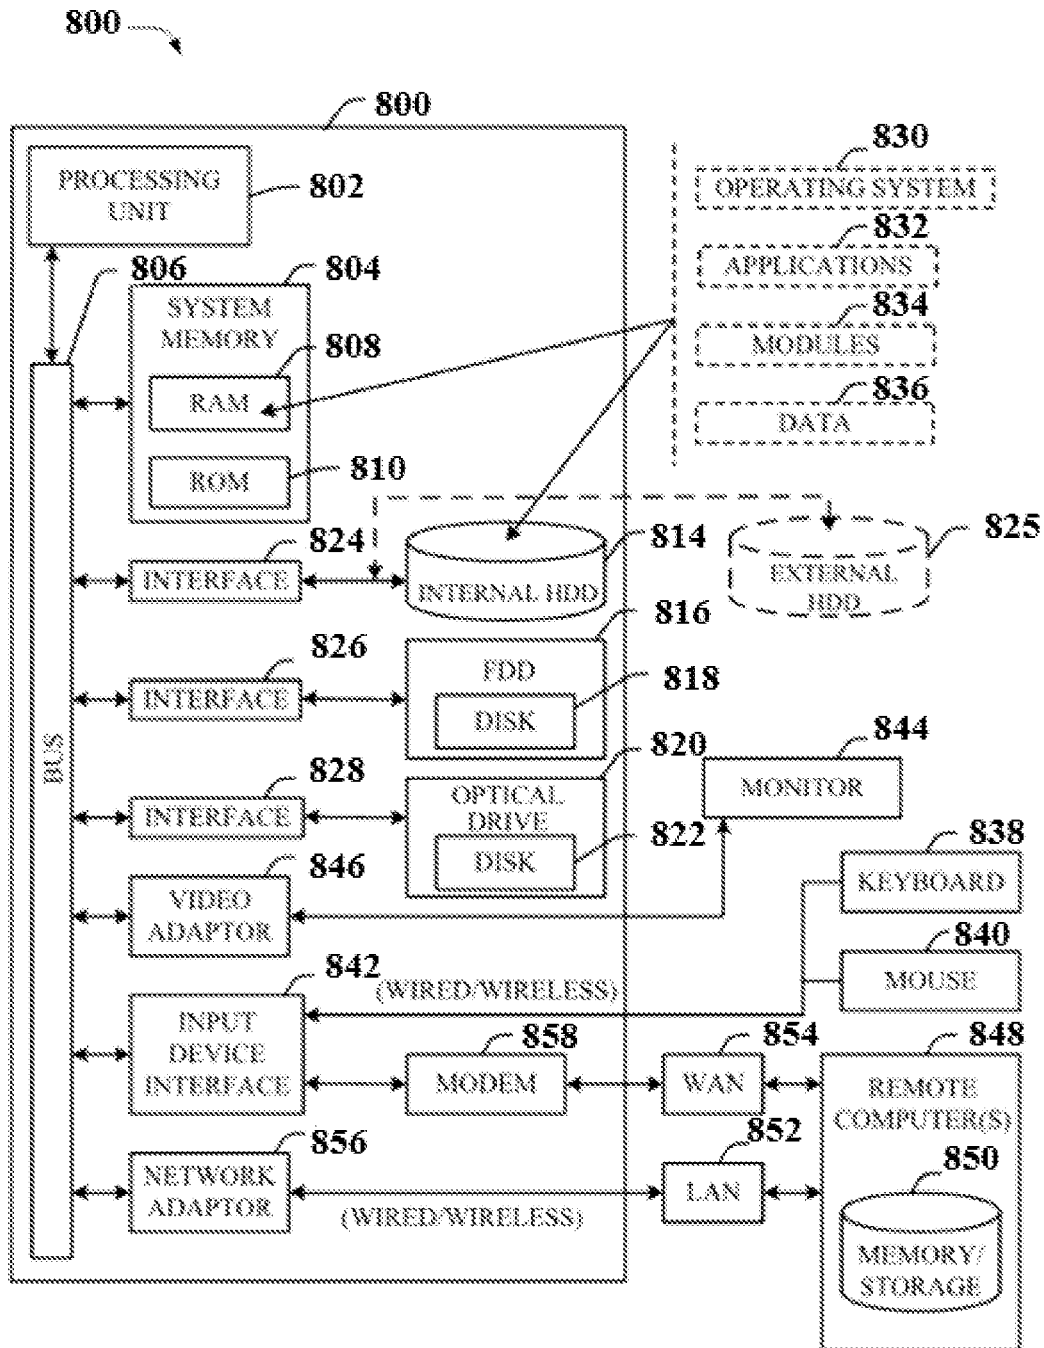 800
800
PROCESSING
UNIT
802
830
OPERATING SYSTEM
832
APPLICATIONS
834
MODULES
836
DATA
806
804
SYSTEM
MEMORY
808
RAM
810
ROM
824
INTERFACE
814
INTERNAL HDD
825
EXTERNAL
HDD
826
INTERFACE
816
FDD
818
DISK
BUS
828
INTERFACE
820
OPTICAL
DRIVE
822
DISK
844
MONITOR
846
VIDEO
ADAPTOR
838
KEYBOARD
840
MOUSE
842
INPUT
DEVICE
INTERFACE
(WIRED/WIRELESS)
858
MODEM
854
WAN
848
REMOTE
COMPUTER(S)
856
NETWORK
ADAPTOR
(WIRED/WIRELESS)
852
LAN
850
MEMORY/
STORAGE